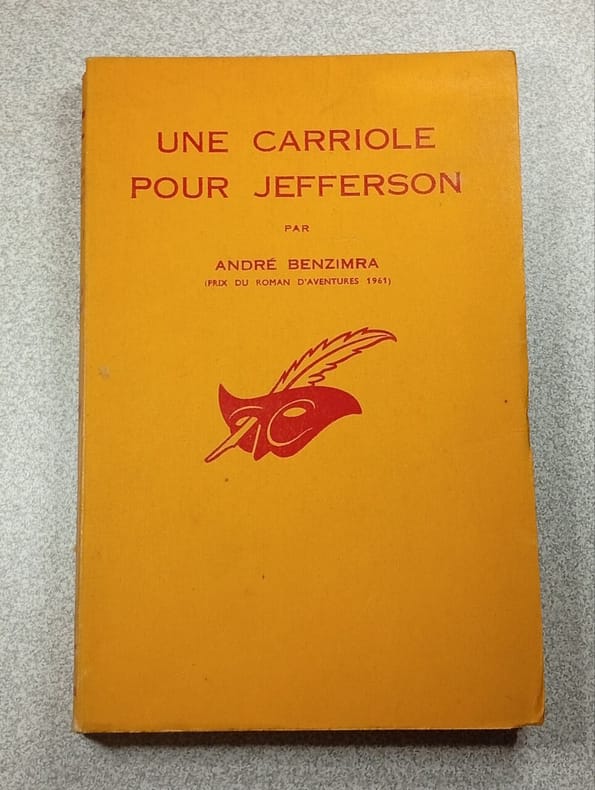 UNE CARRIOLE
POUR JEFFERSON
PAR
ANDRÉ BENZIMRA
(PRIX DU ROMAN D'AVENTURES 1961)